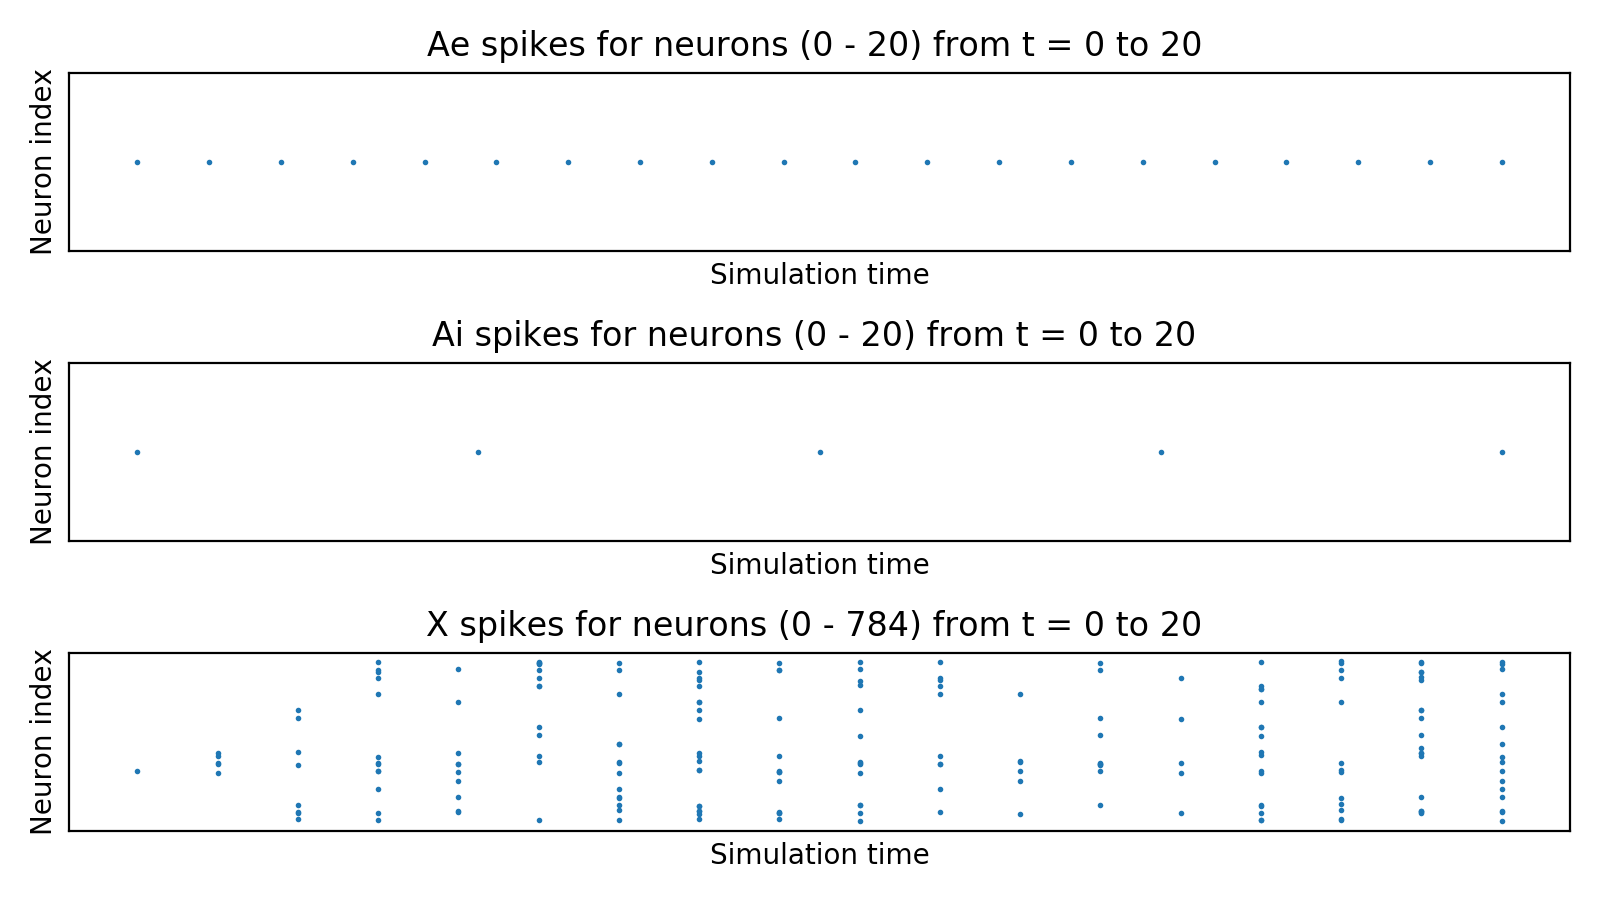 Ae spikes for neurons (0 - 20) from t = 0 to 20
Neuron index
Simulation time
Ai spikes for neurons (0 - 20) from t = 0 to 20
Neuron index
Simulation time
X spikes for neurons (0 - 784) from t = 0 to 20
Neuron index
Simulation time